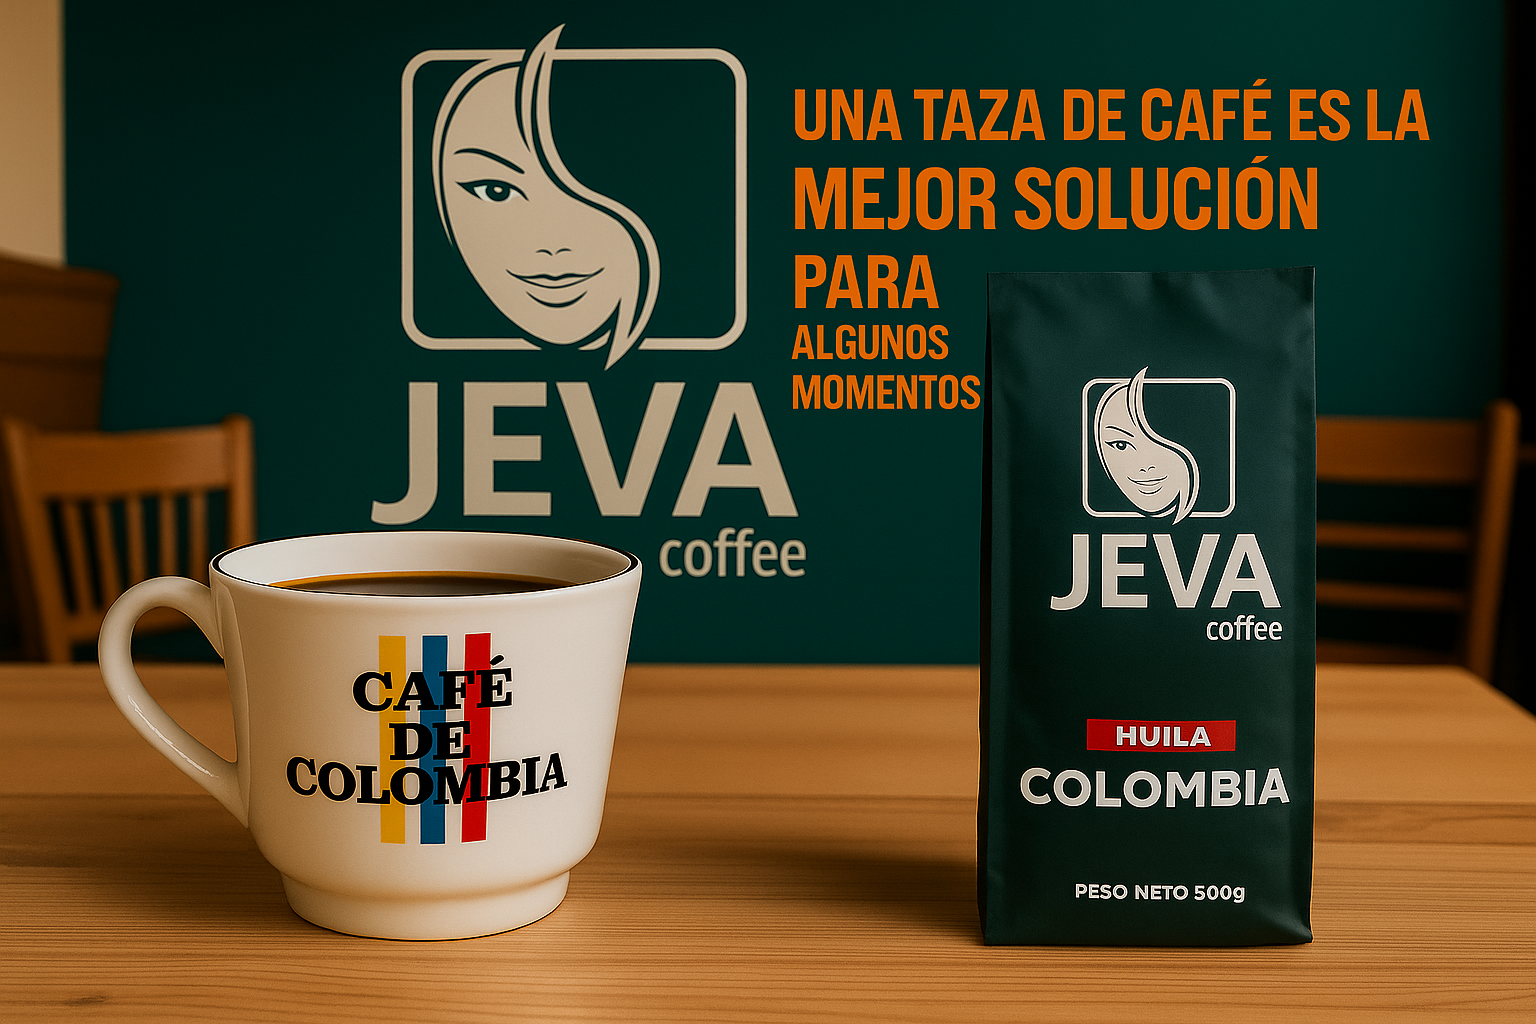 UNA TAZA DE CAFÉ ES LA
MEJOR SOLUCIÓN
PARA
ALGUNOS
MOMENTOS
JEVA
coffee
CAFÉ
DE
COLOMBIA
JEVA
coffee
HUILA
COLOMBIA
PESO NETO 500g